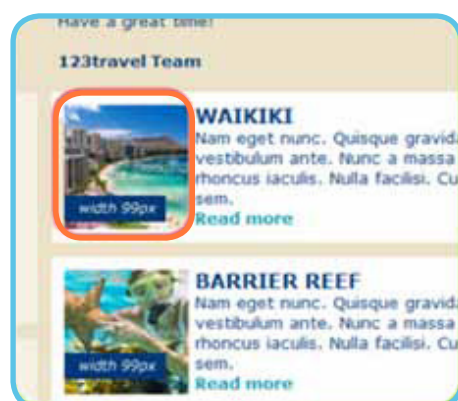 Have a great time!
123travel Team
WAIKIKI
Nam eget nunc. Quisque gravida
vestibulum ante. Nunc a massa
rhoncus iaculis. Nulla facilisi. Cu
sem.
Read more
width 99px
BARRIER REEF
Nam eget nunc. Quisque gravida
vestibulum ante. Nunc a massa
rhoncus iaculis. Nulla facilisi. Cu
sem.
Read more
width 99px